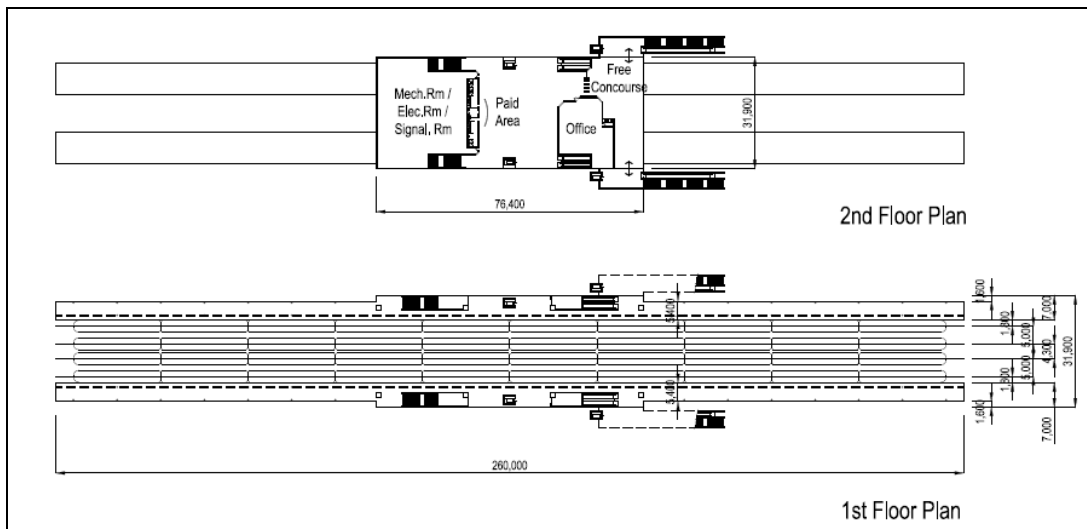 Mech.Rm /
Elec.Rm /
Signal, Rm
Paid
Area
Office
Free
Concourse
31,900
76,400
2nd Floor Plan
5,400
5,400
1,600
7,000
1,800
5,000
4,300
31,900
1,800
5,000
1,600
7,000
260,000
1st Floor Plan